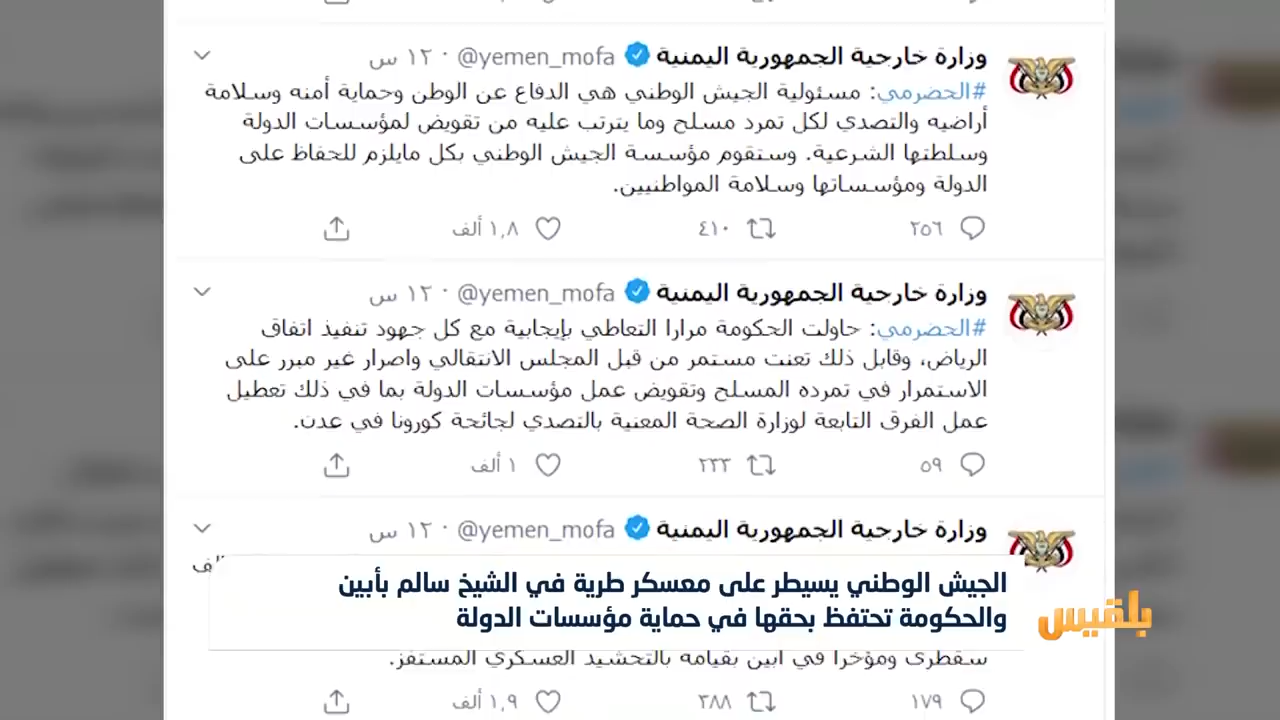 وزارة خارجية الجمهورية اليمنية @yemen_mofa · ١٢ س
#الحضرمي: مسئولية الجيش الوطني هي الدفاع عن الوطن وحماية أمنه وسلامة
أراضيه والتصدي لكل تمرد مسلح وما يترتب عليه من تقويض لمؤسسات الدولة
وسلطتها الشرعية. وستقوم مؤسسة الجيش الوطني بكل مايلزم للحفاظ على
الدولة ومؤسساتها وسلامة المواطنيين.
٢٥٦ ٤١٠ ١,٨ ألف
وزارة خارجية الجمهورية اليمنية @yemen_mofa · ١٢ س
#الحضرمي: حاولت الحكومة مرارا التعاطي بإيجابية مع كل جهود تنفيذ اتفاق
الرياض، وقابل ذلك تعنت مستمر من قبل المجلس الانتقالي واصرار غير مبرر على
الاستمرار في تمرده المسلح وتقويض عمل مؤسسات الدولة بما في ذلك تعطيل
عمل الفرق التابعة لوزارة الصحة المعنية بالتصدي لجائحة كورونا في عدن.
٥٩ ٢٣٣ ١ ألف
وزارة خارجية الجمهورية اليمنية @yemen_mofa · ١٢ س
الجيش الوطني يسيطر على معسكر طرية في الشيخ سالم بأبين
والحكومة تحتفظ بحقها في حماية مؤسسات الدولة
بلقيس
سقطرى ومؤخرا في ابين بقيامه بالتحشيد العسكري المستفز.
١٧٩ ٣٨٨ ١,٩ ألف